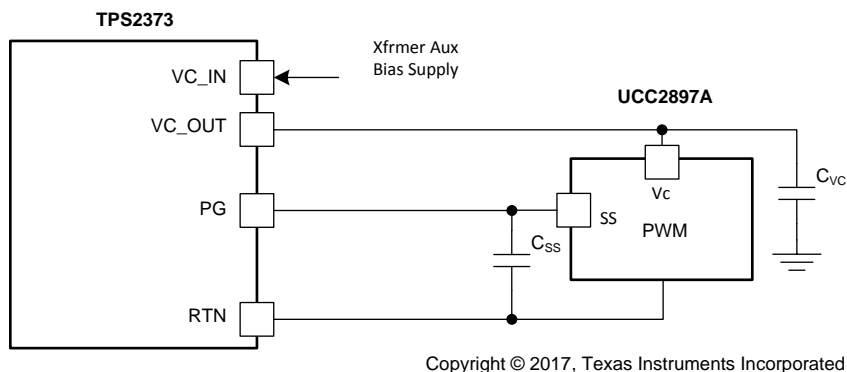 TPS2373
Xfrmer Aux
Bias Supply
VC_IN
UCC2897A
VC_OUT
Vc
CVC
PG
SS
PWM
CSS
RTN
Copyright © 2017, Texas Instruments Incorporated